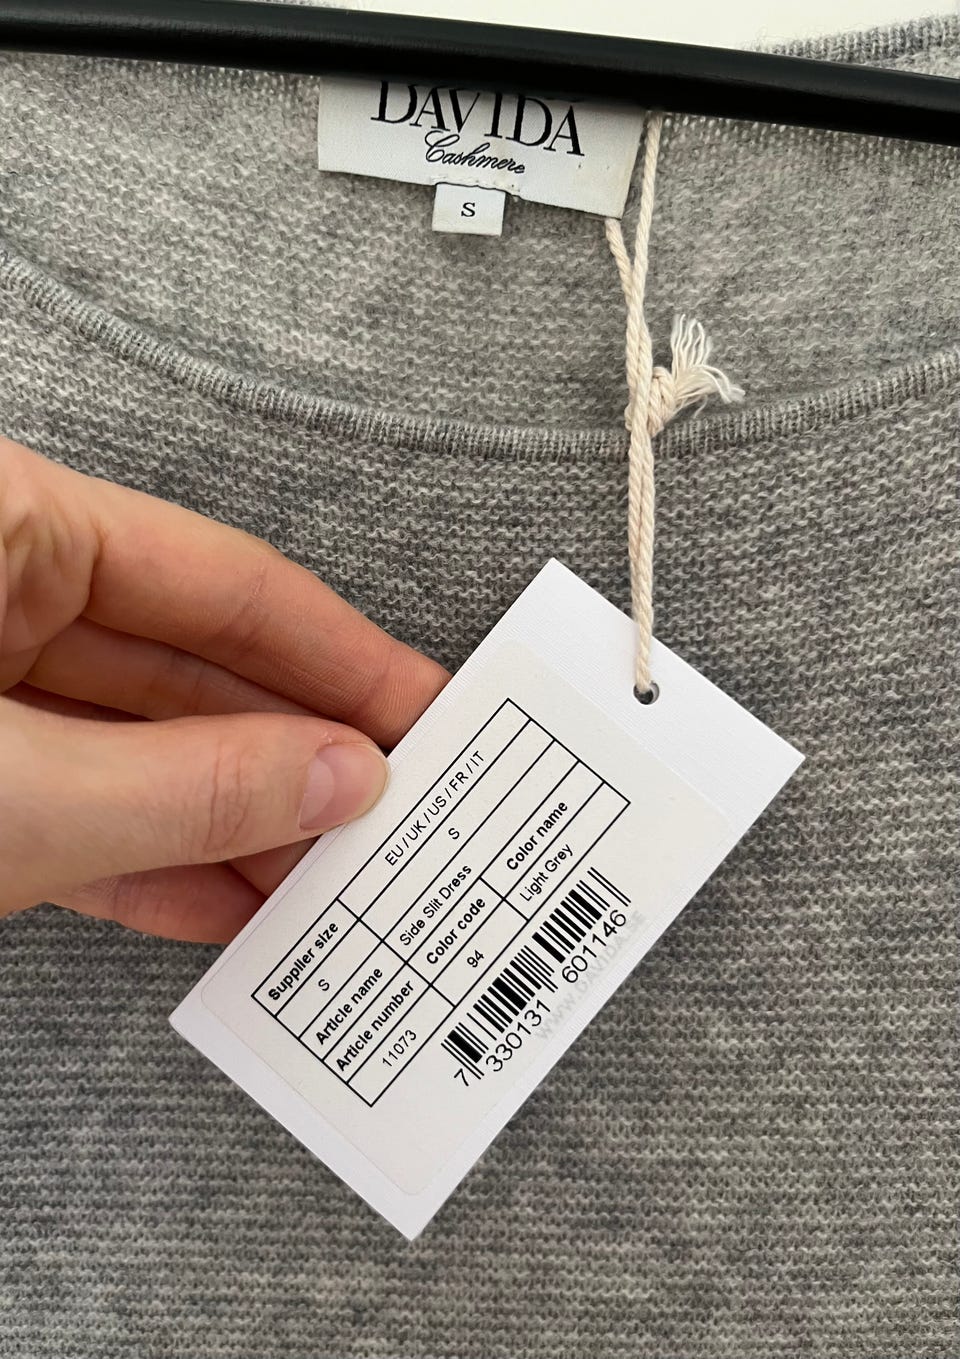 DAVIDA
Cashmere
S
Supplier size EU / UK / US / FR / IT
S S
Article name Side Slit Dress
Article number Color code Color name
11073 94 Light Grey
7 330131 601146
WWW.DAVIDA.SE